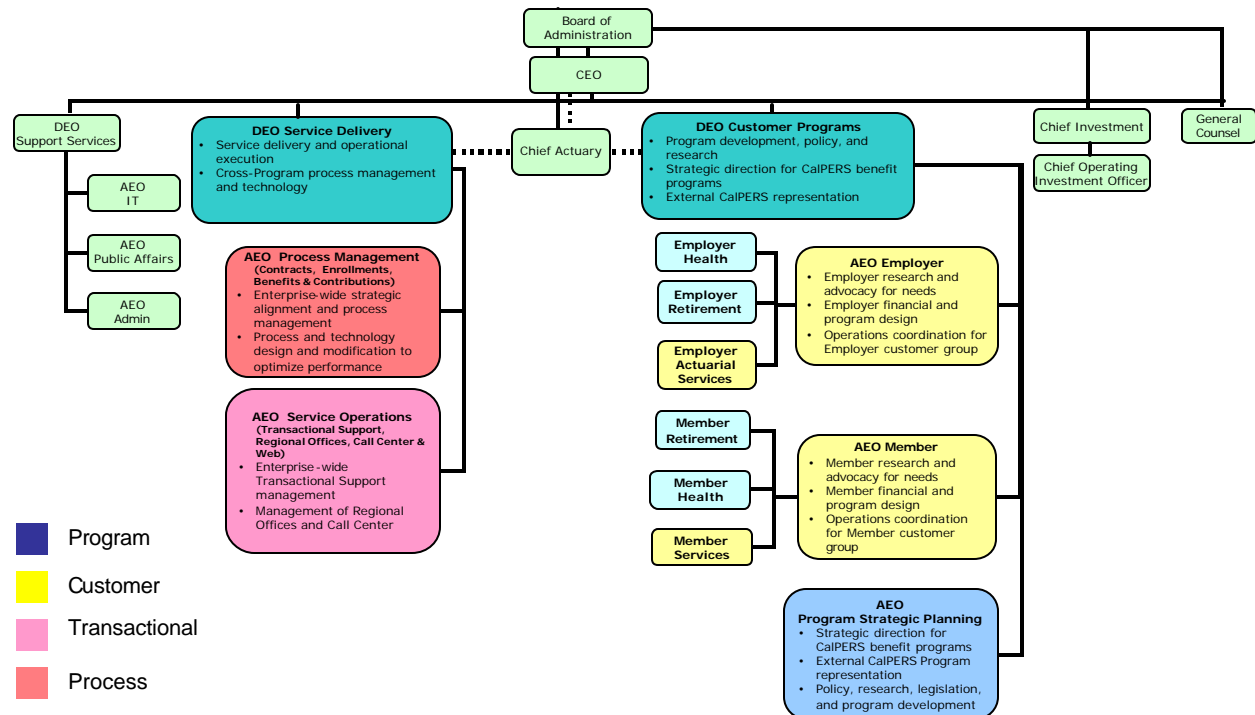 Board of
Administration
CEO
DEO
Support Services
AEO
IT
AEO
Public Affairs
AEO
Admin
DEO Service Delivery
• Service delivery and operational
execution
• Cross-Program process management
and technology
Chief Actuary
DEO Customer Programs
• Program development, policy, and
research
• Strategic direction for CalPERS benefit
programs
• External CalPERS representation
Chief Investment
Chief Operating
Investment Officer
General
Counsel
AEO Process Management
(Contracts, Enrollments,
Benefits & Contributions)
• Enterprise-wide strategic
alignment and process
management
• Process and technology
design and modification to
optimize performance
AEO Service Operations
(Transactional Support,
Regional Offices, Call Center &
Web)
• Enterprise-wide
Transactional Support
management
• Management of Regional
Offices and Call Center
Employer
Health
Employer
Retirement
Employer
Actuarial
Services
AEO Employer
• Employer research and
advocacy for needs
• Employer financial and
program design
• Operations coordination for
Employer customer group
Member
Retirement
Member
Health
Member
Services
AEO Member
• Member research and
advocacy for needs
• Member financial and
program design
• Operations coordination
for Member customer
group
AEO
Program Strategic Planning
• Strategic direction for
CalPERS benefit programs
• External CalPERS Program
representation
• Policy, research, legislation,
and program development
Program
Customer
Transactional
Process